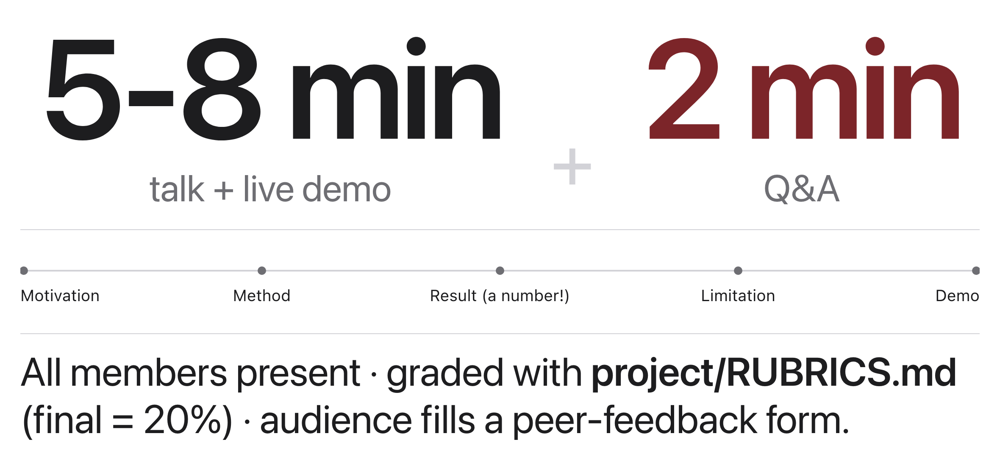 5-8 min
talk + live demo
+
2 min
Q&A
Motivation
Method
Result (a number!)
Limitation
Demo
All members present · graded with project/RUBRICS.md
(final = 20%) · audience fills a peer-feedback form.